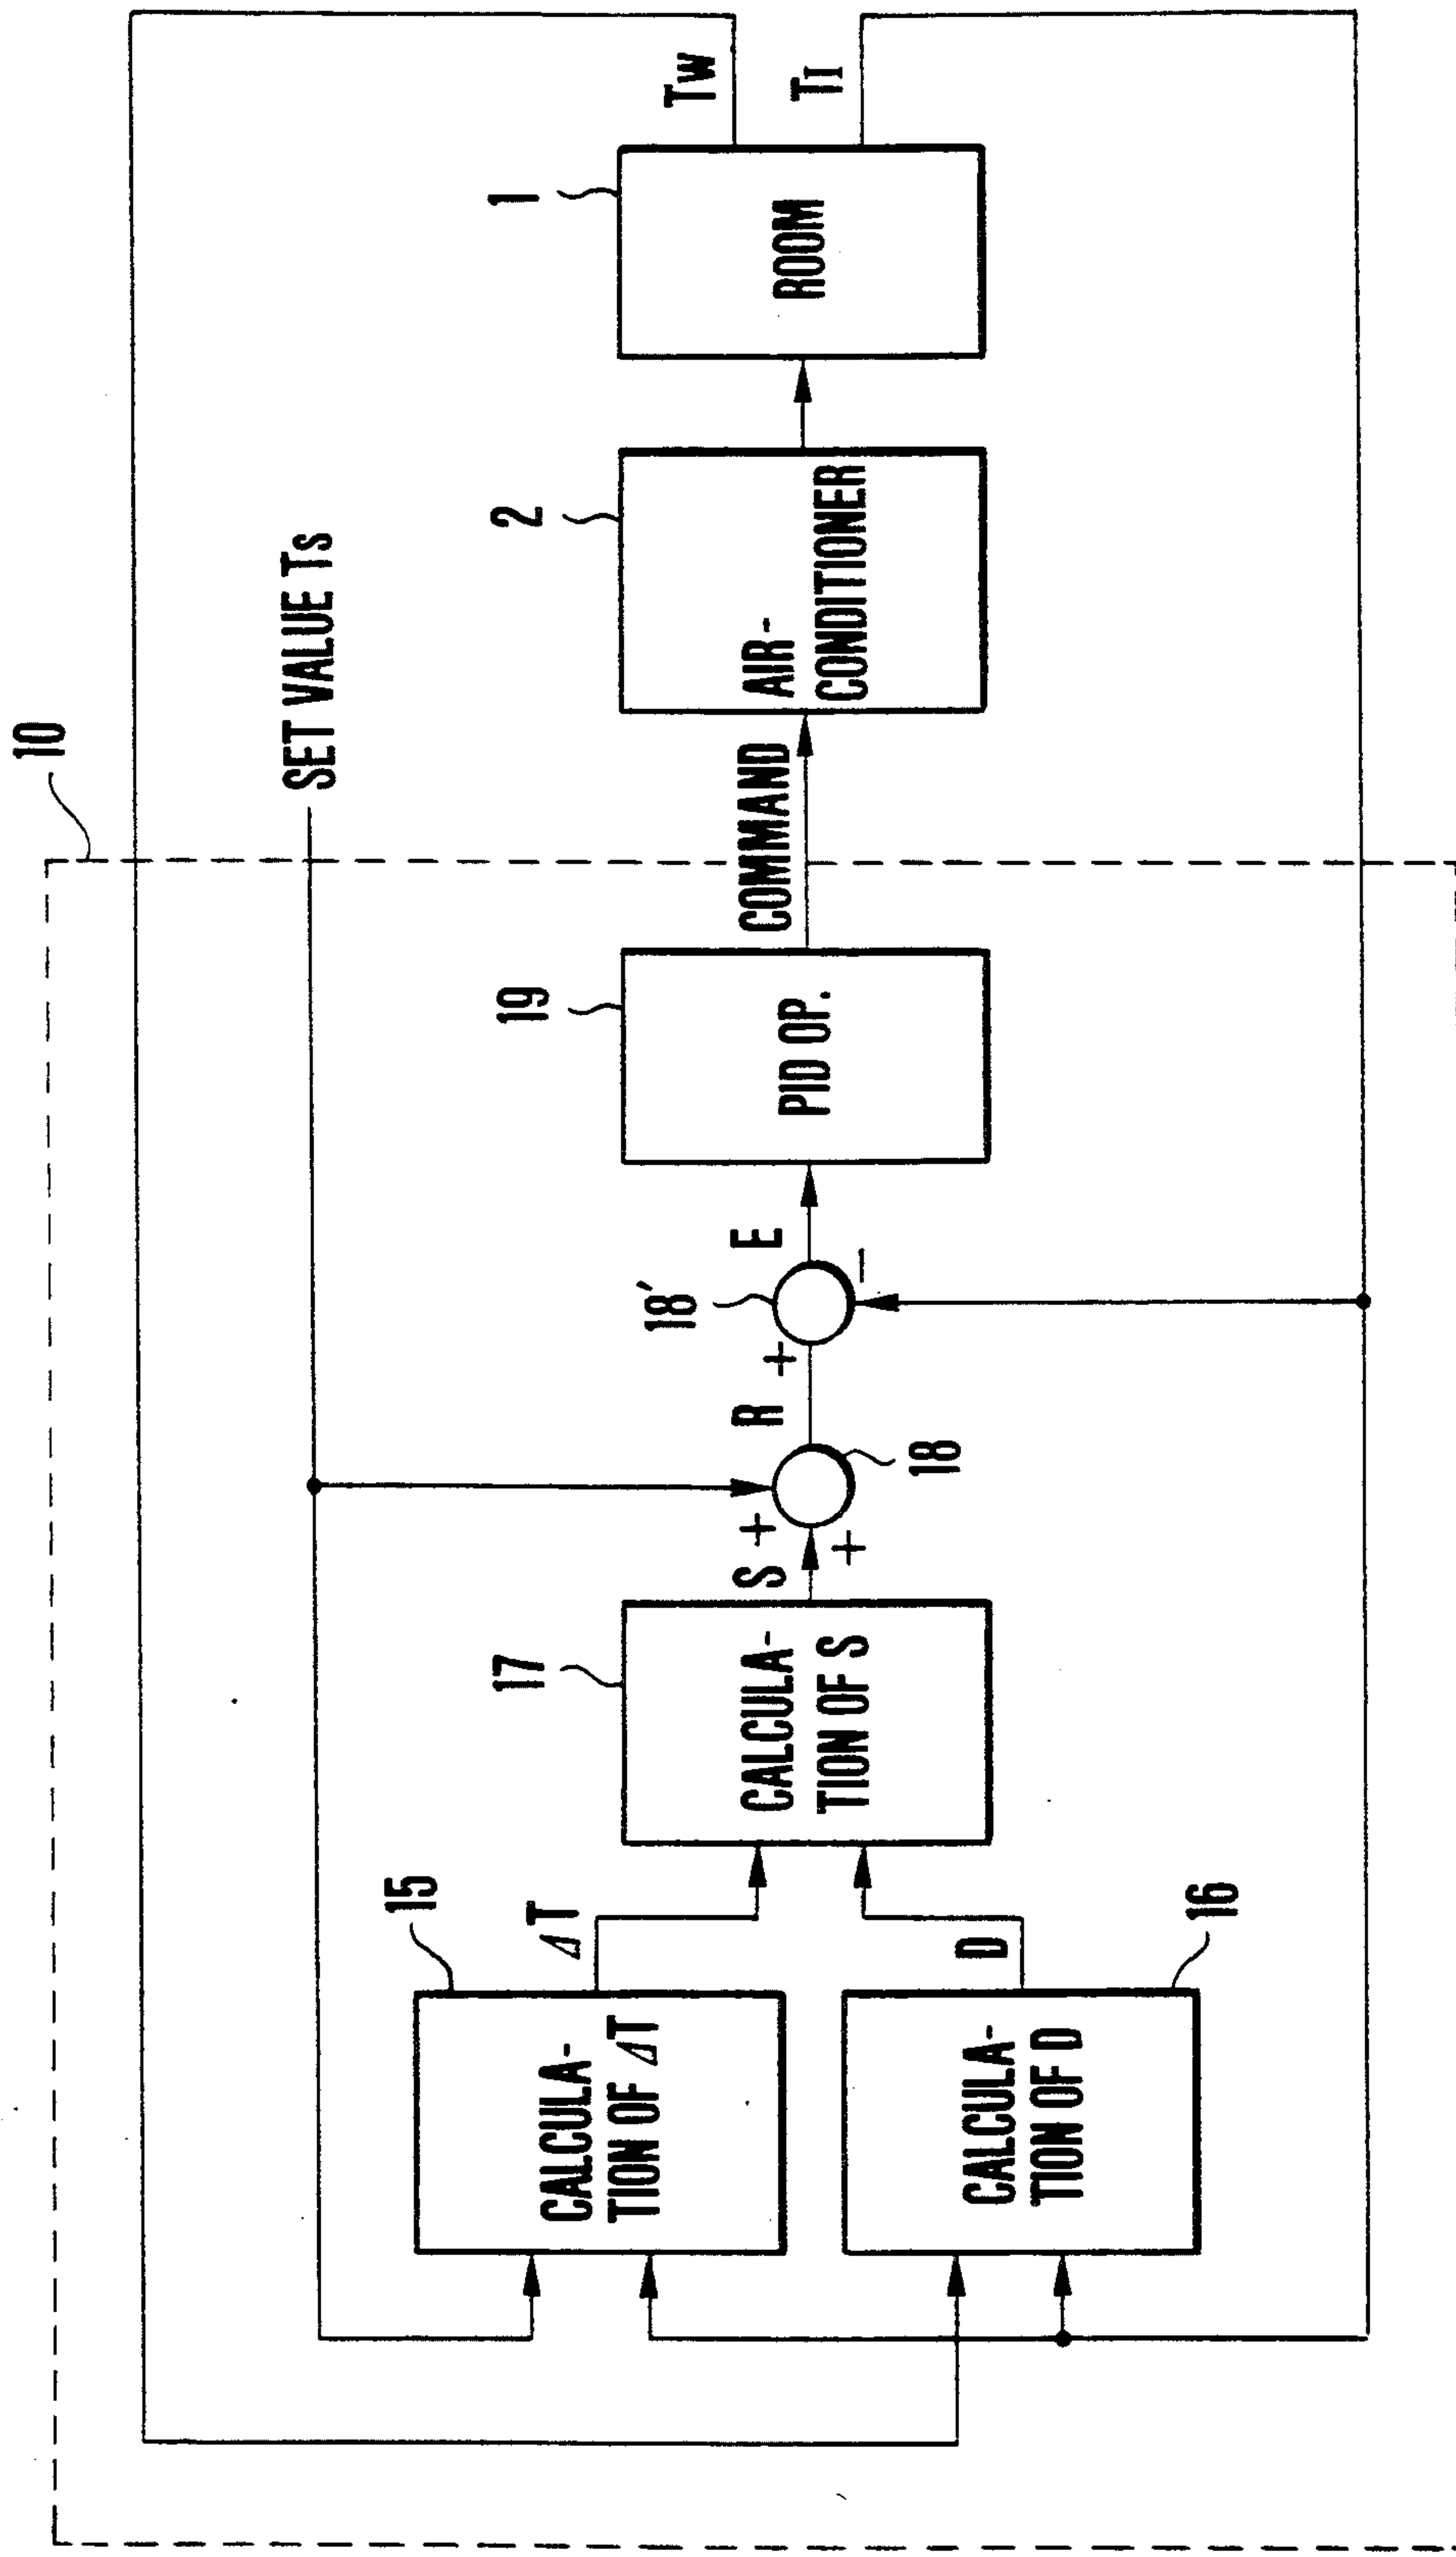 10
SET VALUE Ts
15
CALCULA-
TION OF ΔT
ΔT
16
CALCULA-
TION OF D
D
17
CALCULA-
TION OF S
S
+
+
18
R
+
18'
−
E
19
PID OP.
COMMAND
2
AIR-
CONDITIONER
1
ROOM
TW
TI